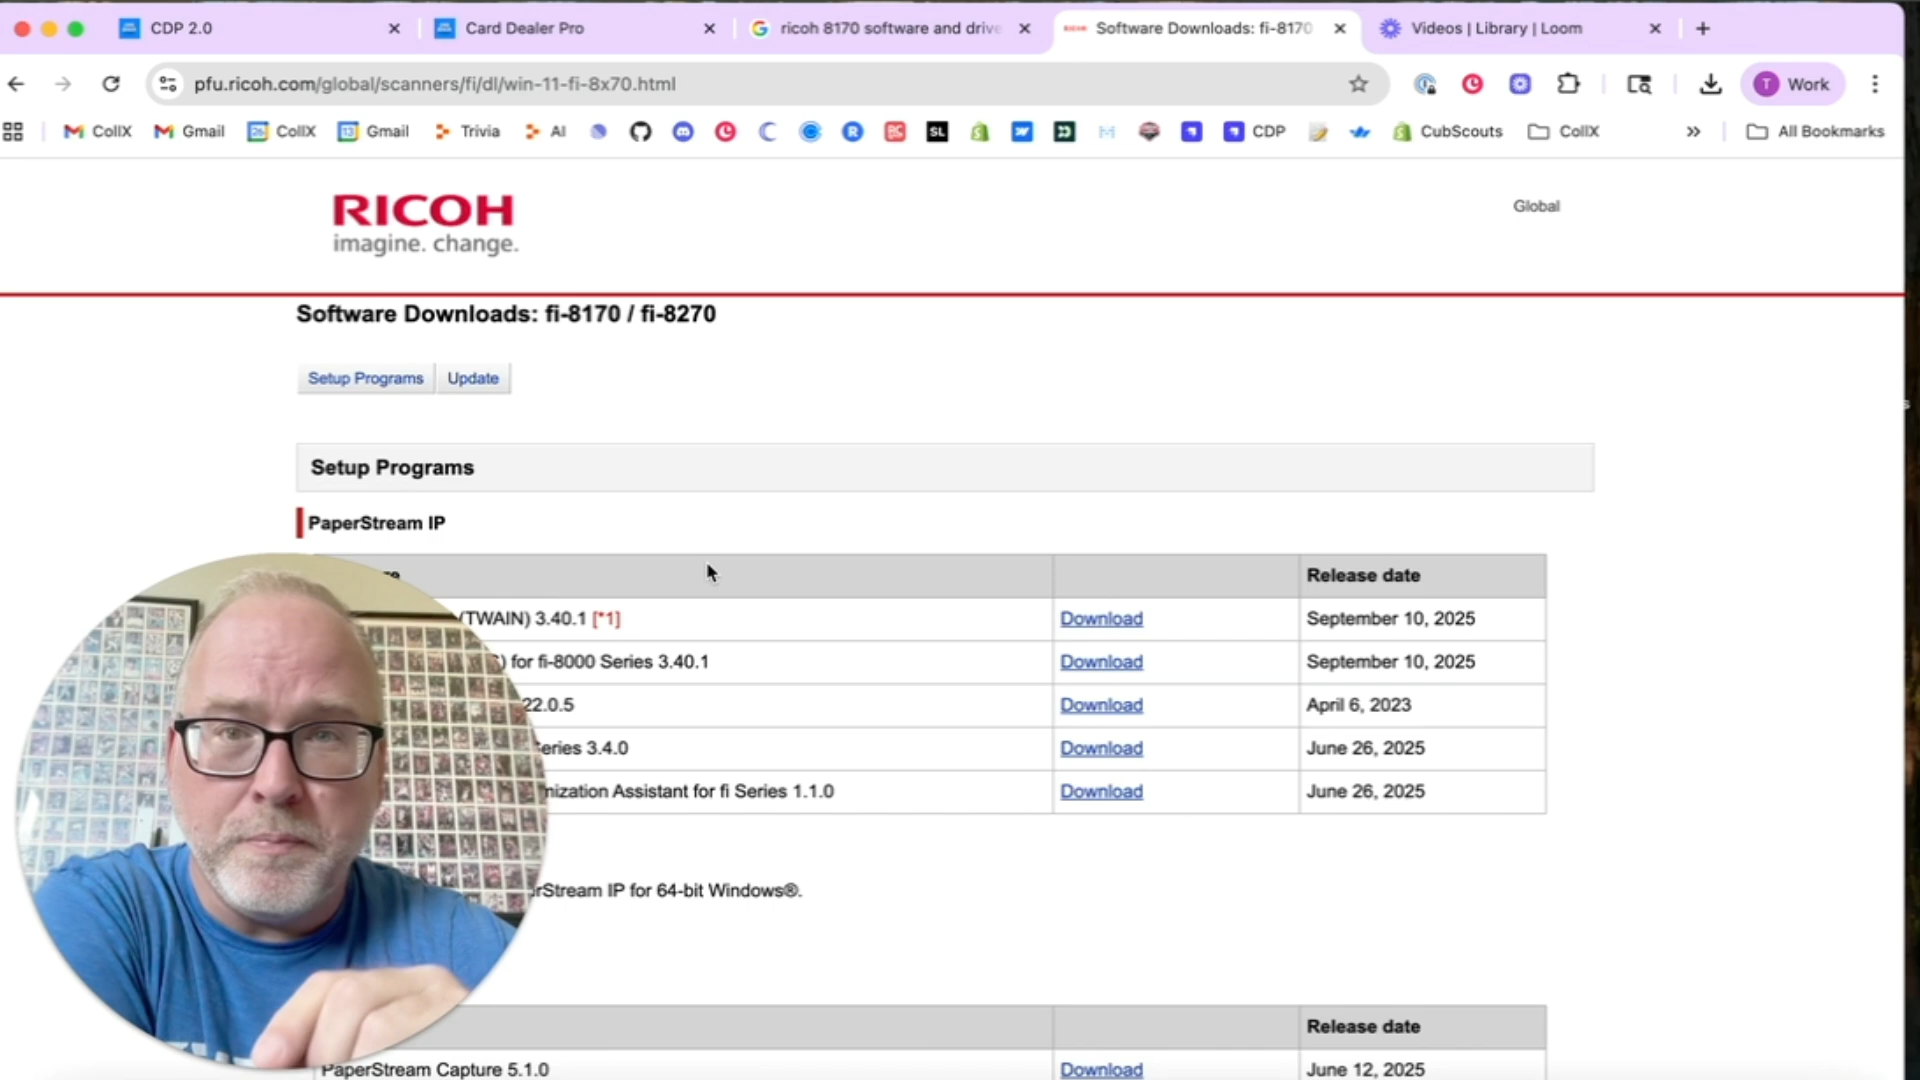 CDP 2.0
Card Dealer Pro
ricoh 8170 software and drive
Software Downloads: fi-8170
Videos | Library | Loom
pfu.ricoh.com/global/scanners/fi/dl/win-11-fi-8x70.html
T Work
CollX
Gmail
CollX
Gmail
Trivia
AI
SL
CDP
CubScouts
CollX
All Bookmarks
RICOH
imagine. change.
Global
Software Downloads: fi-8170 / fi-8270
Setup Programs
Update
Setup Programs
PaperStream IP
Release date
(TWAIN) 3.40.1 [*1] Download September 10, 2025
) for fi-8000 Series 3.40.1 Download September 10, 2025
22.0.5 Download April 6, 2023
Series 3.4.0 Download June 26, 2025
mization Assistant for fi Series 1.1.0 Download June 26, 2025
rStream IP for 64-bit Windows®.
Release date
PaperStream Capture 5.1.0 Download June 12, 2025